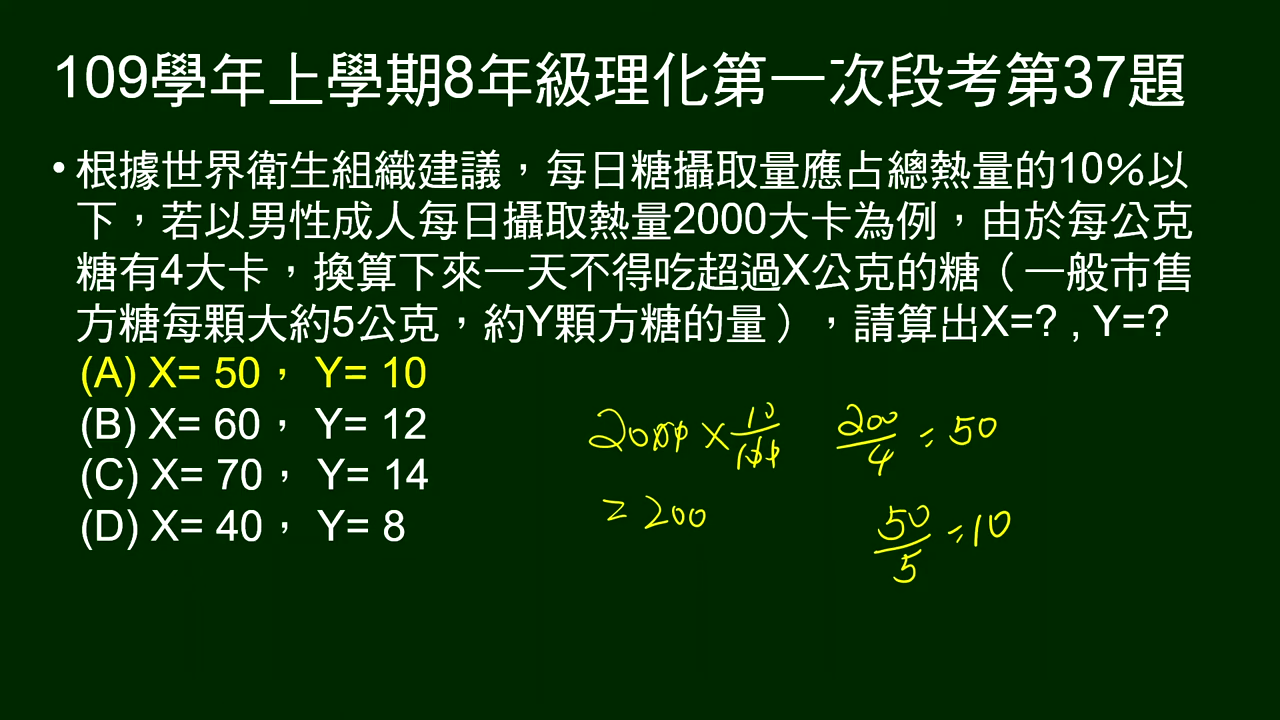 109學年上學期8年級理化第一次段考第37題
• 根據世界衛生組織建議，每日糖攝取量應占總熱量的10%以
下，若以男性成人每日攝取熱量2000大卡為例，由於每公克
糖有4大卡，換算下來一天不得吃超過X公克的糖（一般市售
方糖每顆大約5公克，約Y顆方糖的量），請算出X=? , Y=?
(A) X= 50， Y= 10
(B) X= 60， Y= 12
(C) X= 70， Y= 14
(D) X= 40， Y= 8
2000 × 10/100
= 200
200/4 = 50
50/5 = 10